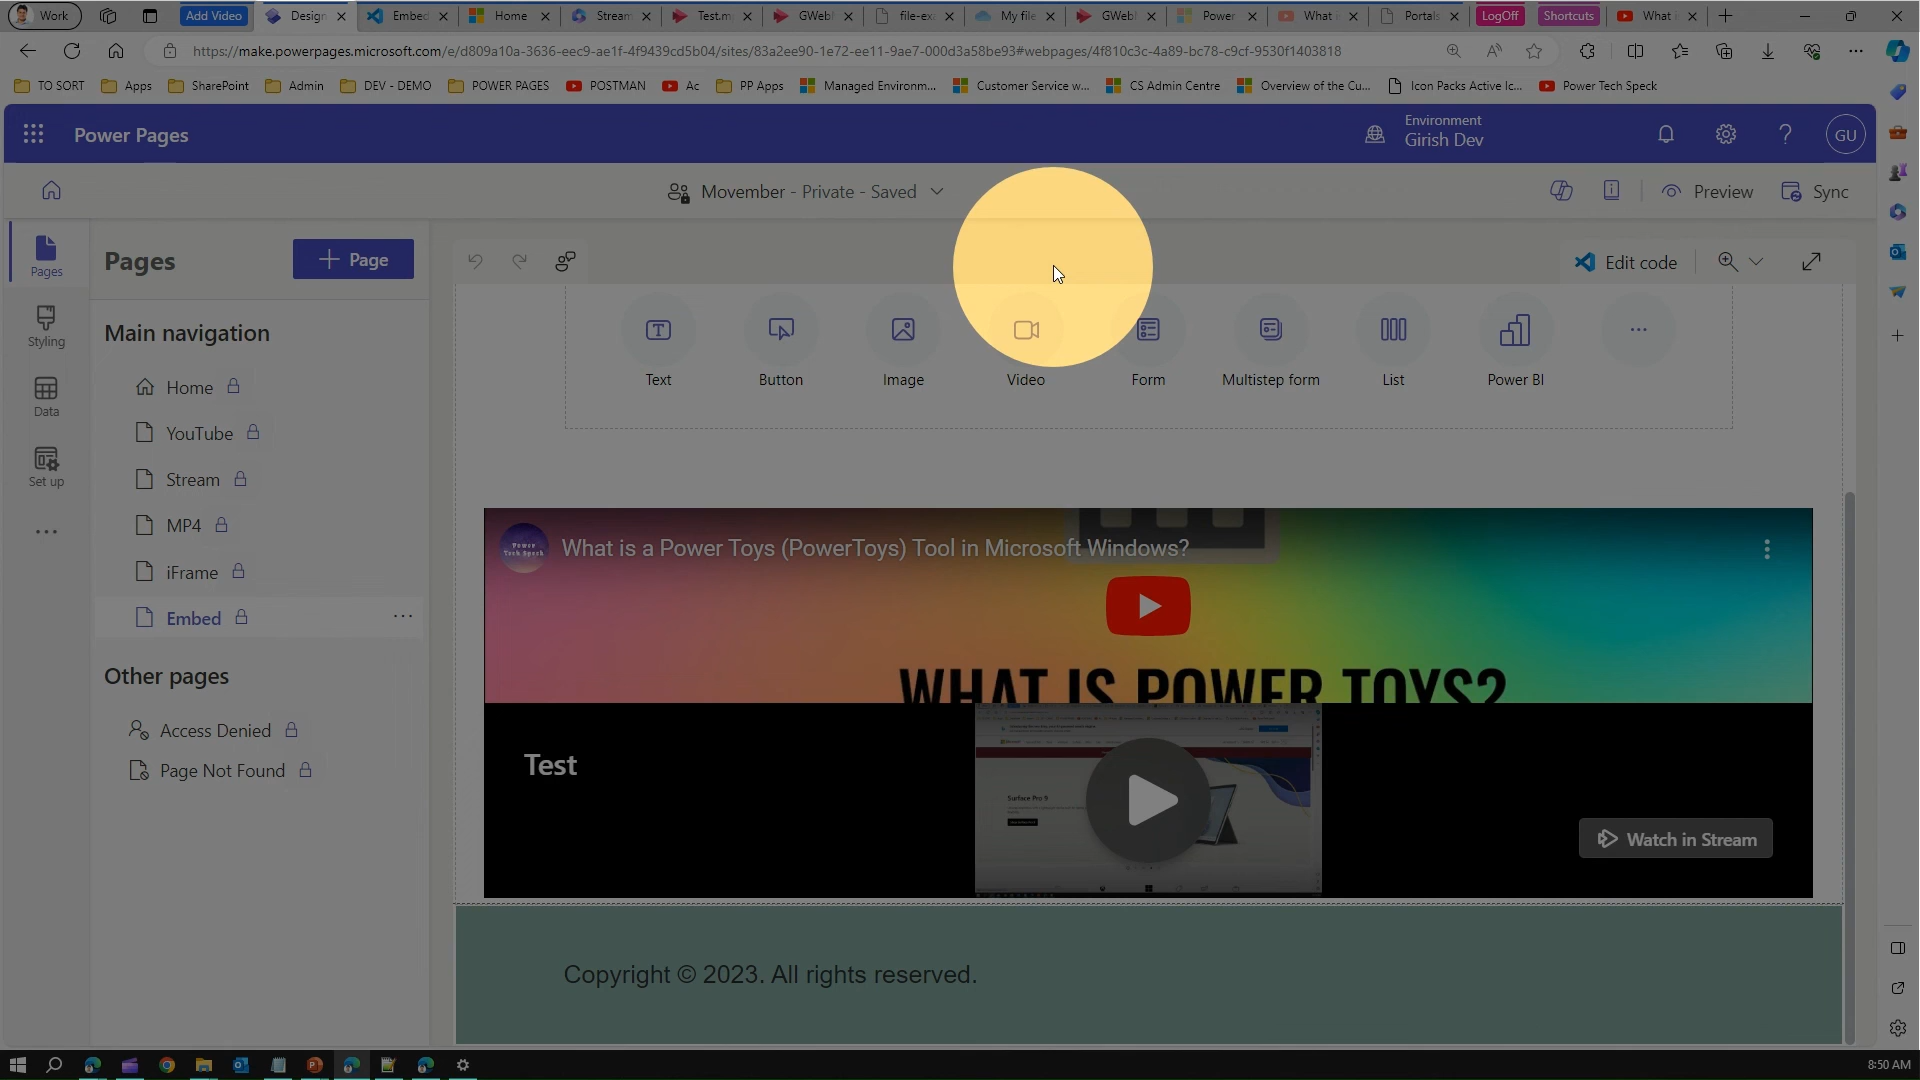 Work
Add Video
Design
Embed
Home
Stream
Test.m
GWeb
file-ex
My file
GWeb
Power
What i
Portals
LogOff
Shortcuts
What i
https://make.powerpages.microsoft.com/e/d809a10a-3636-eec9-ae1f-4f9439cd5b04/sites/83a2ee90-1e72-ee11-9ae7-000d3a58be93#webpages/4f810c3c-4a89-bc78-c9cf-9530f1403818
TO SORT
Apps
SharePoint
Admin
DEV - DEMO
POWER PAGES
POSTMAN
Ac
PP Apps
Managed Environm...
Customer Service w...
CS Admin Centre
Overview of the Cu...
Icon Packs Active Ic...
Power Tech Speck
Power Pages
Environment
Girish Dev
GU
Movember - Private - Saved
Preview
Sync
Pages
Styling
Data
Set up
Pages
Page
Main navigation
Home
YouTube
Stream
MP4
iFrame
Embed
Other pages
Access Denied
Page Not Found
Edit code
Text
Button
Image
Video
Form
Multistep form
List
Power BI
Power
Tech Speck
What is a Power Toys (PowerToys) Tool in Microsoft Windows?
WHAT IS POWER TOYS?
Test
Surface Pro 9
Watch in Stream
Copyright © 2023. All rights reserved.
8:50 AM